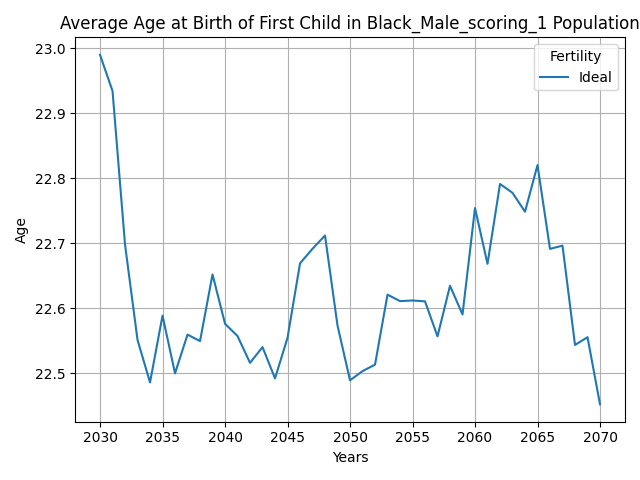 Average Age at Birth of First Child in Black_Male_scoring_1 Population
Fertility
Ideal
23.0
22.9
22.8
22.7
22.6
22.5
Age
2030 2035 2040 2045 2050 2055 2060 2065 2070
Years